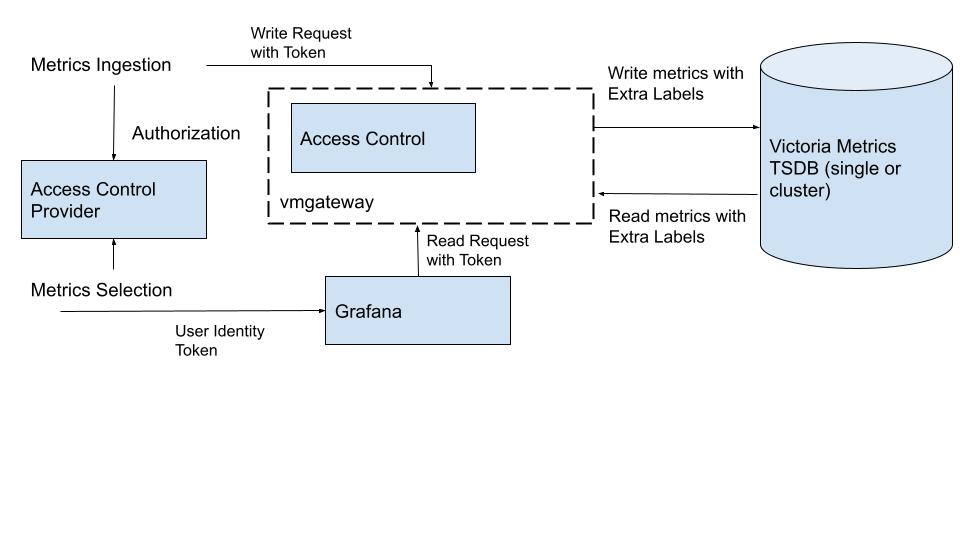 Write Request
with Token
Metrics Ingestion
Write metrics with
Extra Labels
Authorization
Access Control
Victoria Metrics
TSDB (single or
cluster)
Access Control
Provider
vmgateway
Read metrics with
Extra Labels
Read Request
with Token
Metrics Selection
Grafana
User Identity
Token